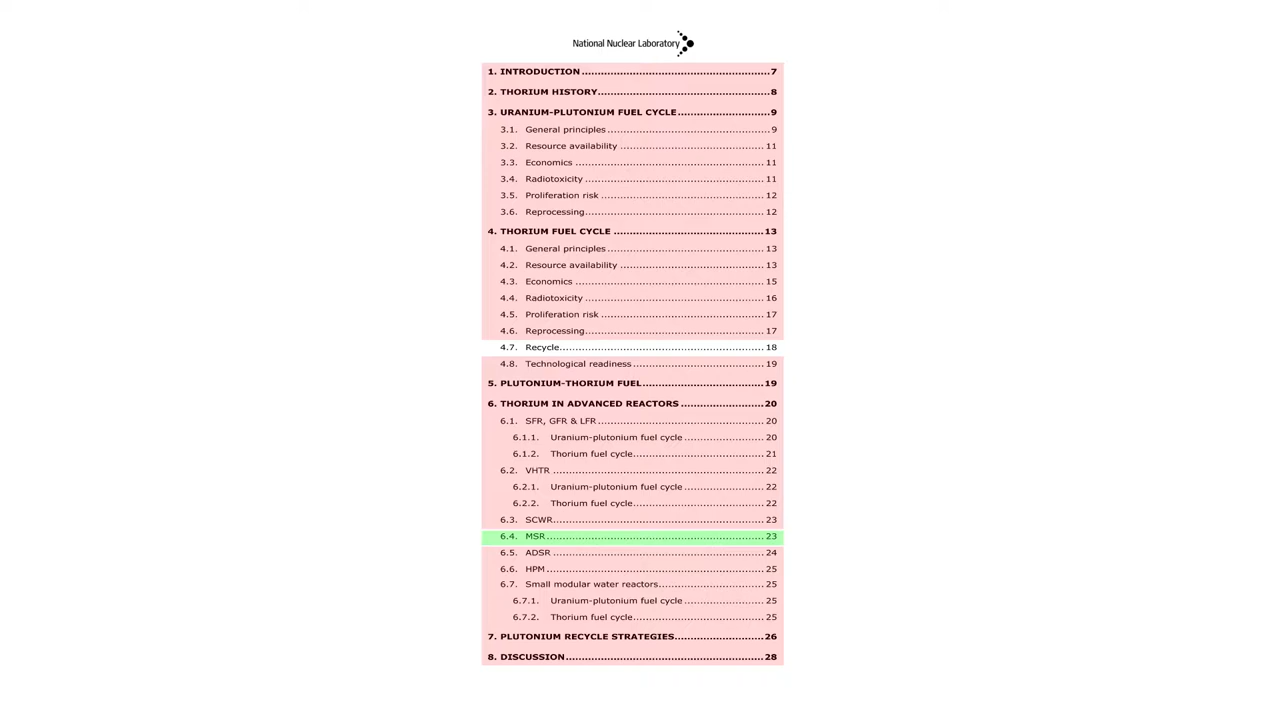 National Nuclear Laboratory
1. INTRODUCTION ........................................................................ 7
2. THORIUM HISTORY .................................................................. 8
3. URANIUM-PLUTONIUM FUEL CYCLE ............................. 9
3.1. General principles ................................................... 9
3.2. Resource availability .............................................. 11
3.3. Economics ........................................................... 11
3.4. Radiotoxicity ........................................................ 11
3.5. Proliferation risk ................................................... 12
3.6. Reprocessing ........................................................ 12
4. THORIUM FUEL CYCLE .................................................. 13
4.1. General principles ................................................. 13
4.2. Resource availability .............................................. 13
4.3. Economics ........................................................... 15
4.4. Radiotoxicity ........................................................ 16
4.5. Proliferation risk ................................................... 17
4.6. Reprocessing ........................................................ 17
4.7. Recycle ................................................................ 18
4.8. Technological readiness ......................................... 19
5. PLUTONIUM-THORIUM FUEL ......................................... 19
6. THORIUM IN ADVANCED REACTORS ............................ 20
6.1. SFR, GFR & LFR .................................................... 20
6.1.1. Uranium-plutonium fuel cycle ............................ 20
6.1.2. Thorium fuel cycle ............................................ 21
6.2. VHTR ................................................................... 22
6.2.1. Uranium-plutonium fuel cycle ............................ 22
6.2.2. Thorium fuel cycle ............................................ 22
6.3. SCWR .................................................................. 23
6.4. MSR .................................................................... 23
6.5. ADSR ................................................................... 24
6.6. HPM .................................................................... 25
6.7. Small modular water reactors .................................. 25
6.7.1. Uranium-plutonium fuel cycle ............................ 25
6.7.2. Thorium fuel cycle ............................................ 25
7. PLUTONIUM RECYCLE STRATEGIES .............................. 26
8. DISCUSSION ................................................................. 28